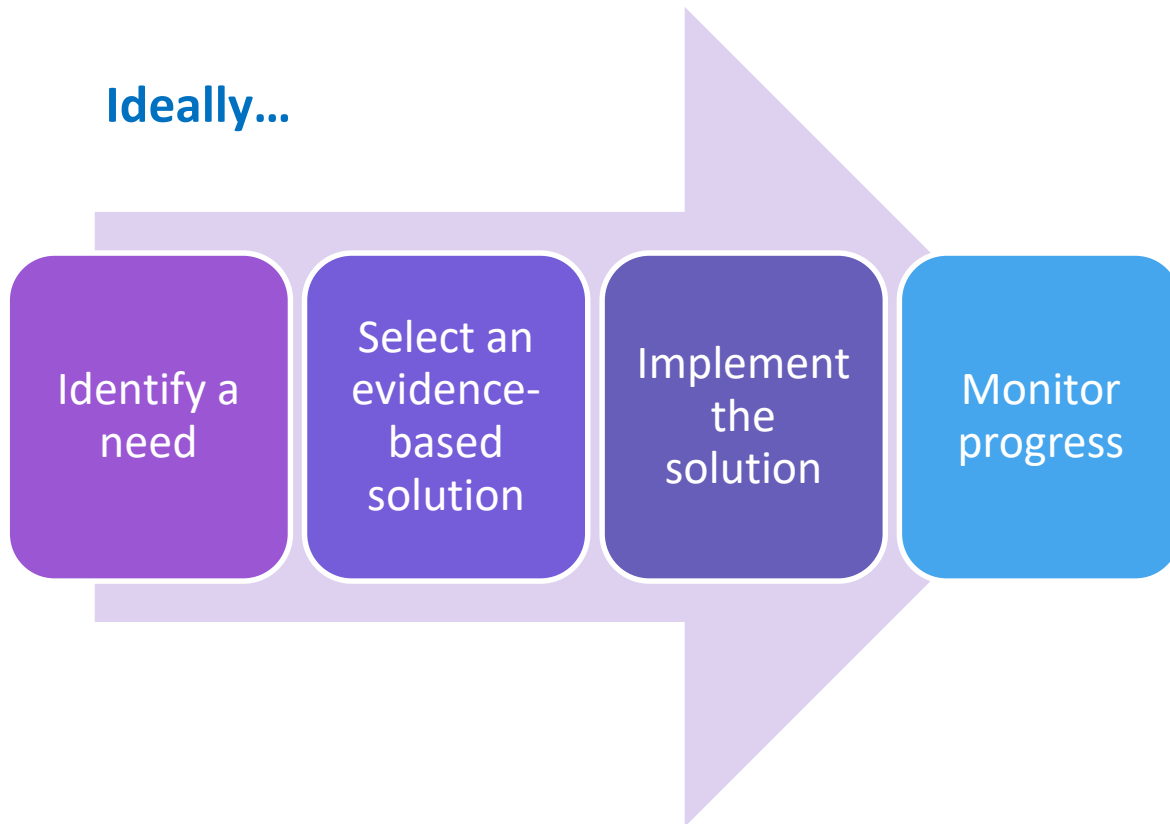 Ideally…
Identify a
need
Select an
evidence-
based
solution
Implement
the
solution
Monitor
progress